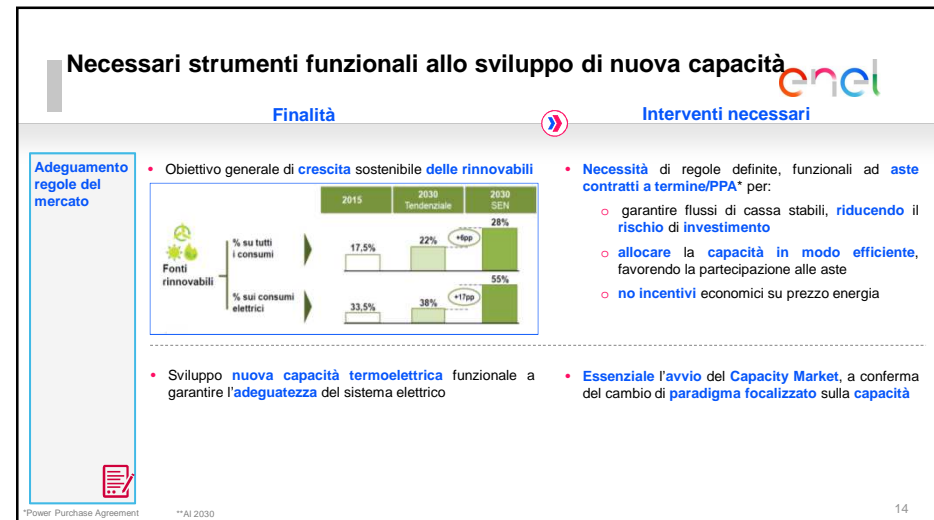 Necessari strumenti funzionali allo sviluppo di nuova capacità
enel
Finalità
Interventi necessari
Adeguamento
regole del
mercato
• Obiettivo generale di crescita sostenibile delle rinnovabili
2015
2030
Tendenziale
2030
SEN
Fonti
rinnovabili
% su tutti
i consumi
17,5%
22%
+6pp
28%
% sui consumi
elettrici
33,5%
38%
+17pp
55%
• Necessità di regole definite, funzionali ad aste
contratti a termine/PPA* per:
o garantire flussi di cassa stabili, riducendo il
rischio di investimento
o allocare la capacità in modo efficiente,
favorendo la partecipazione alle aste
o no incentivi economici su prezzo energia
• Sviluppo nuova capacità termoelettrica funzionale a
garantire l'adeguatezza del sistema elettrico
• Essenziale l'avvio del Capacity Market, a conferma
del cambio di paradigma focalizzato sulla capacità
*Power Purchase Agreement
**Al 2030
14